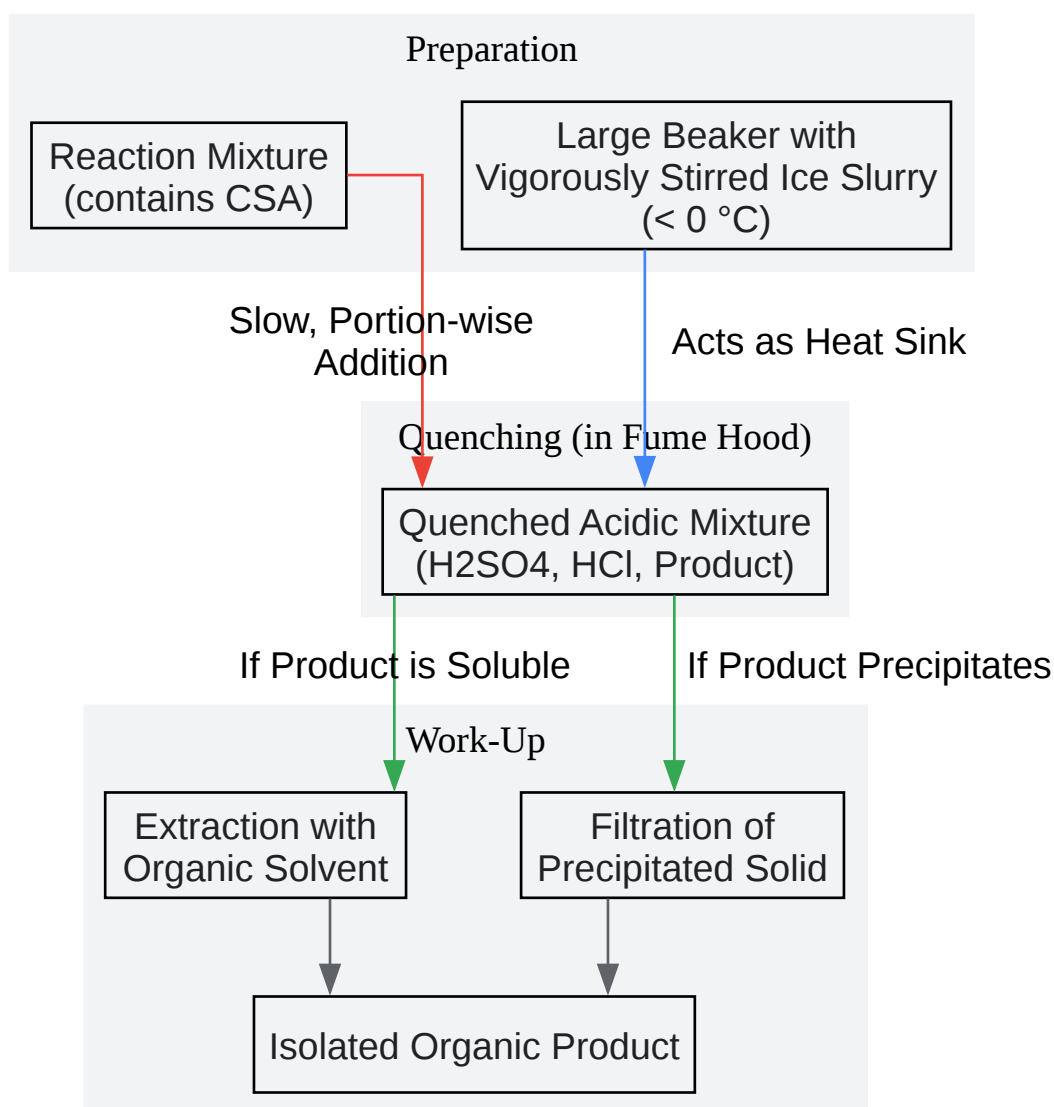 Preparation
Reaction Mixture
(contains CSA)
Large Beaker with
Vigorously Stirred Ice Slurry
(< 0 °C)
Slow, Portion-wise
Addition
Acts as Heat Sink
Quenching (in Fume Hood)
Quenched Acidic Mixture
(H2SO4, HCl, Product)
If Product is Soluble
If Product Precipitates
Work-Up
Extraction with
Organic Solvent
Filtration of
Precipitated Solid
Isolated Organic Product